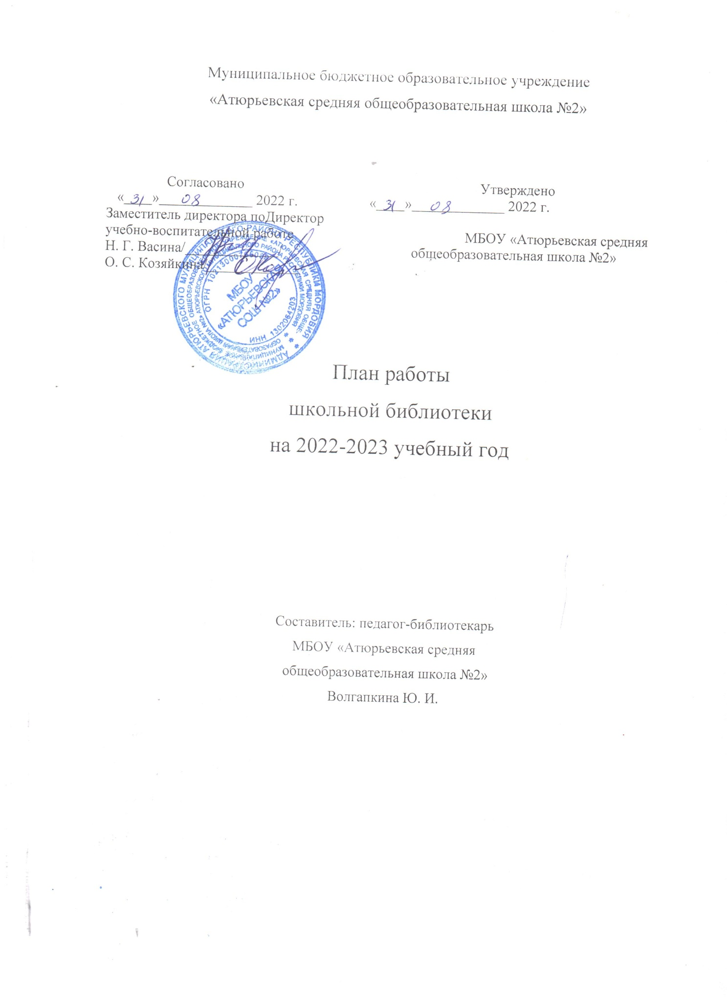 Муниципальное бюджетное образовательное учреждение
«Атюрьевская средняя общеобразовательная школа №2»
Согласовано
«31» 08 2022 г.
Заместитель директора поДиректор
учебно-воспитательной работе
Н. Г. Васина/
О. С. Козяйкина/
Утверждено
«31» 08 2022 г.
МБОУ «Атюрьевская средняя
общеобразовательная школа №2»
АДМИНИСТРАЦИЯ АТЮРЬЕВСКОГО МУНИЦИПАЛЬНОГО РАЙОНА РЕСПУБЛИКИ МОРДОВИЯ
МУНИЦИПАЛЬНОЕ БЮДЖЕТНОЕ ОБЩЕОБРАЗОВАТЕЛЬНОЕ УЧРЕЖДЕНИЕ «АТЮРЬЕВСКАЯ СРЕДНЯЯ ОБЩЕ-
ОБРАЗОВАТЕЛЬНАЯ ШКОЛА №2» АТЮРЬЕВСКОГО МУНИЦИПАЛЬНОГО РАЙОНА РЕСПУБЛИКИ МОРДОВИЯ
ОГРН
ИНН 1302064203
МБОУ
«АТЮРЬЕВСКАЯ
СОШ №2»
План работы
школьной библиотеки
на 2022-2023 учебный год
Составитель: педагог-библиотекарь
МБОУ «Атюрьевская средняя
общеобразовательная школа №2»
Волгапкина Ю. И.